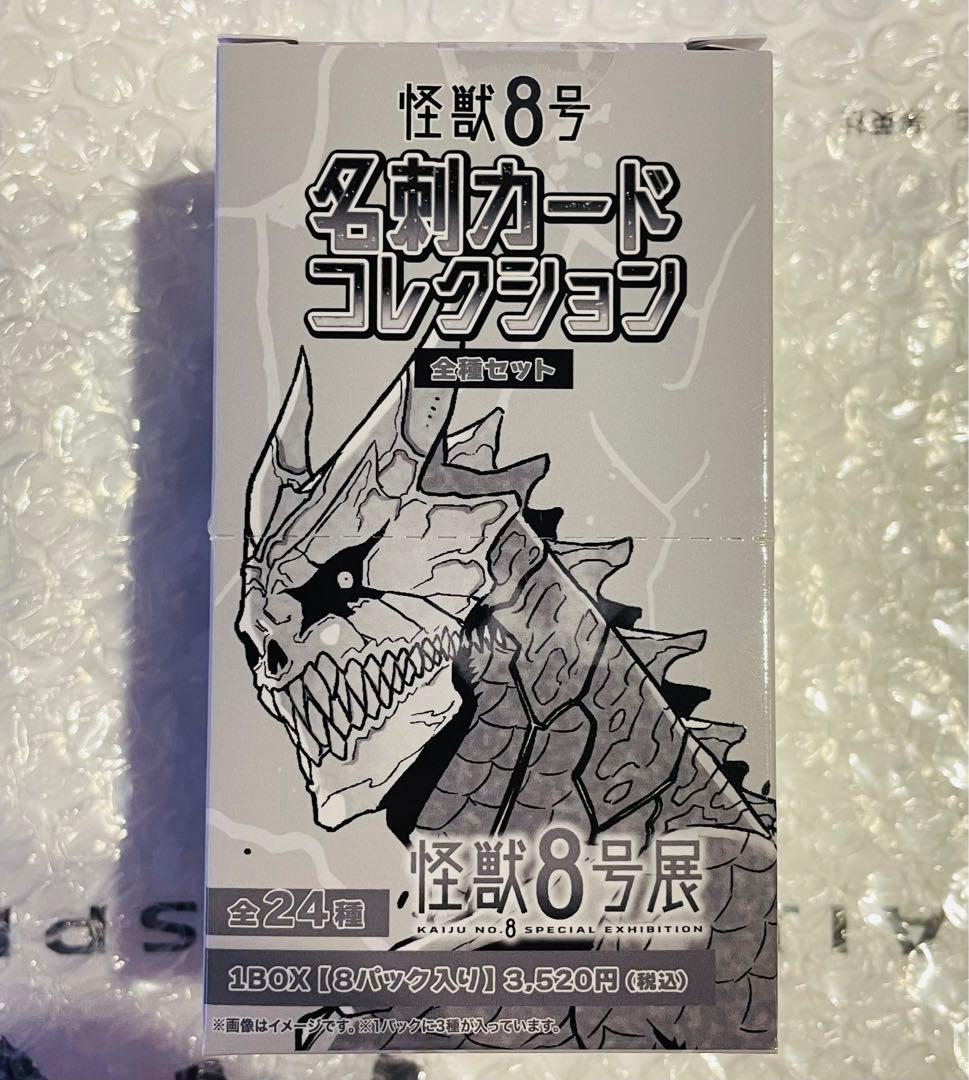 怪獣8号
名刺カード
コレクション
全種セット
怪獣8号展
KAIJU NO.8 SPECIAL EXHIBITION
全24種
1BOX【8パック入り】3,520円(税込)
※画像はイメージです。※1パックに3種が入っています。